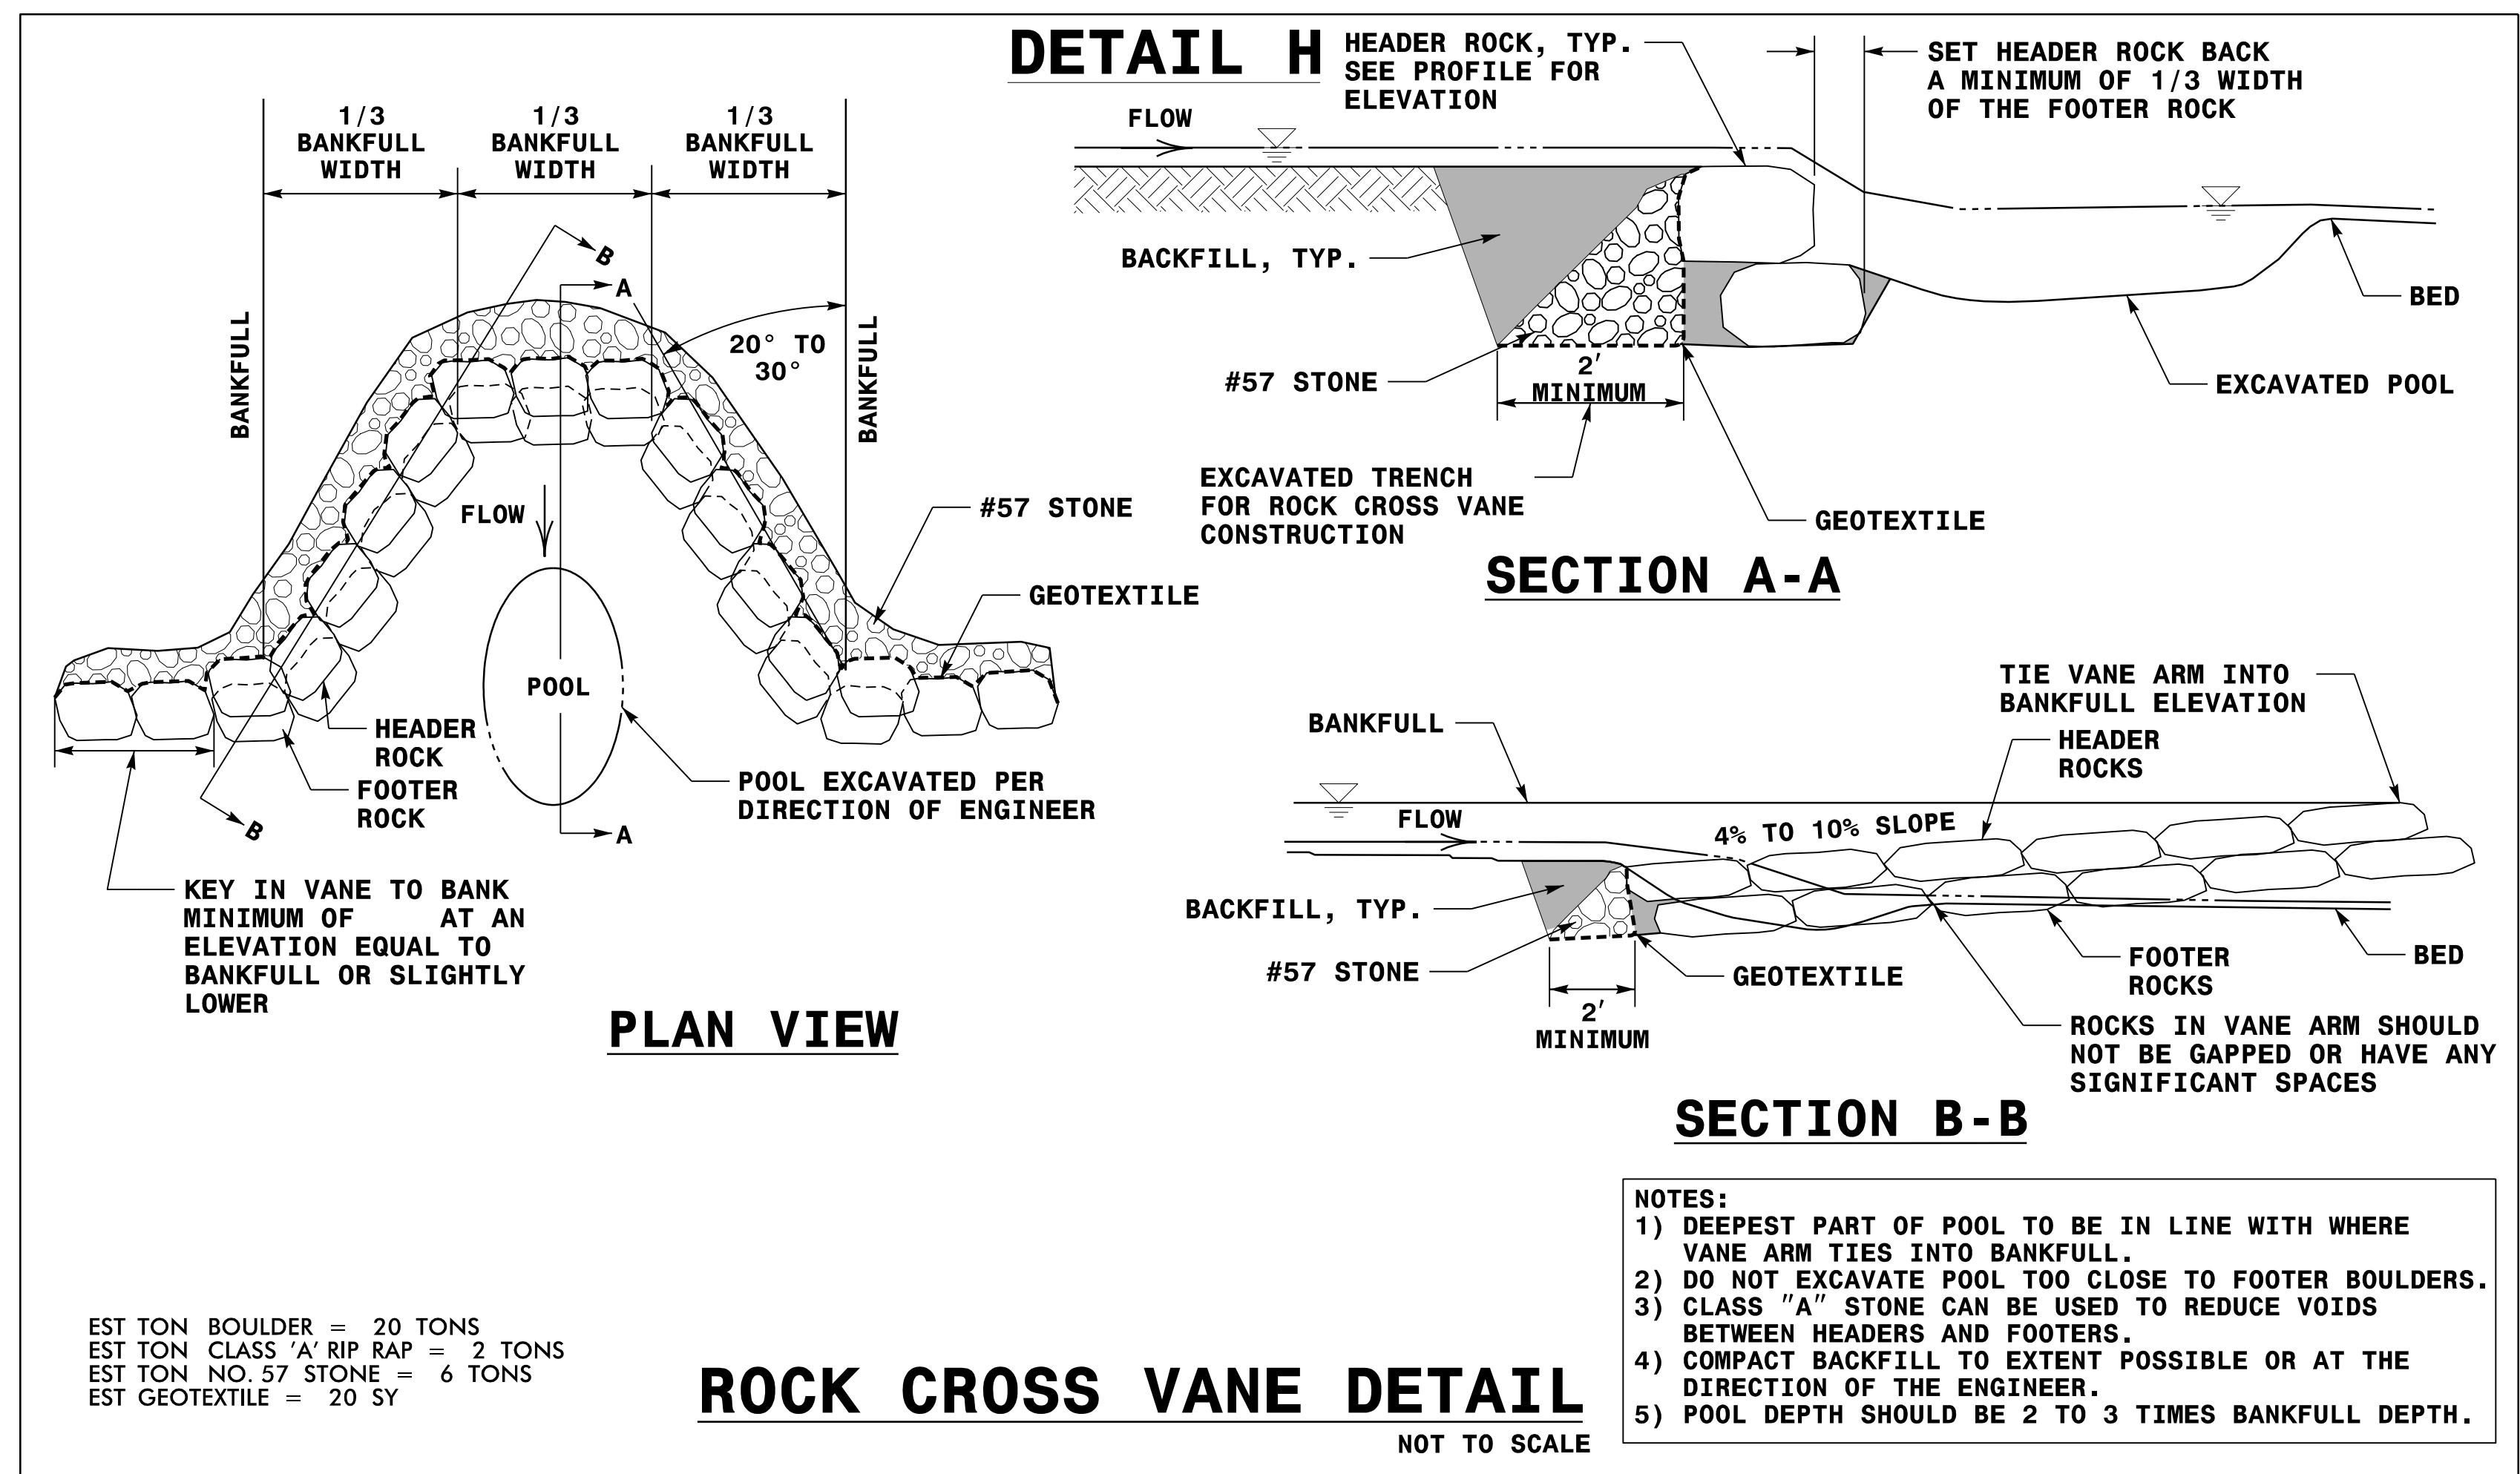 DETAIL H
1/3
BANKFULL
WIDTH
1/3
BANKFULL
WIDTH
1/3
BANKFULL
WIDTH
B
A
20° TO
30°
BANKFULL
BANKFULL
FLOW
#57 STONE
GEOTEXTILE
POOL
HEADER
ROCK
FOOTER
ROCK
POOL EXCAVATED PER
DIRECTION OF ENGINEER
B
A
KEY IN VANE TO BANK
MINIMUM OF AT AN
ELEVATION EQUAL TO
BANKFULL OR SLIGHTLY
LOWER
PLAN VIEW
HEADER ROCK, TYP.
SEE PROFILE FOR
ELEVATION
SET HEADER ROCK BACK
A MINIMUM OF 1/3 WIDTH
OF THE FOOTER ROCK
FLOW
BACKFILL, TYP.
BED
#57 STONE
2′
MINIMUM
EXCAVATED POOL
EXCAVATED TRENCH
FOR ROCK CROSS VANE
CONSTRUCTION
GEOTEXTILE
SECTION A-A
TIE VANE ARM INTO
BANKFULL ELEVATION
BANKFULL
HEADER
ROCKS
FLOW
4% TO 10% SLOPE
BACKFILL, TYP.
#57 STONE
GEOTEXTILE
FOOTER
ROCKS
BED
2′
MINIMUM
ROCKS IN VANE ARM SHOULD
NOT BE GAPPED OR HAVE ANY
SIGNIFICANT SPACES
SECTION B-B
NOTES:
1) DEEPEST PART OF POOL TO BE IN LINE WITH WHERE
VANE ARM TIES INTO BANKFULL.
2) DO NOT EXCAVATE POOL TOO CLOSE TO FOOTER BOULDERS.
3) CLASS "A" STONE CAN BE USED TO REDUCE VOIDS
BETWEEN HEADERS AND FOOTERS.
4) COMPACT BACKFILL TO EXTENT POSSIBLE OR AT THE
DIRECTION OF THE ENGINEER.
5) POOL DEPTH SHOULD BE 2 TO 3 TIMES BANKFULL DEPTH.
EST TON BOULDER = 20 TONS
EST TON CLASS 'A' RIP RAP = 2 TONS
EST TON NO. 57 STONE = 6 TONS
EST GEOTEXTILE = 20 SY
ROCK CROSS VANE DETAIL
NOT TO SCALE